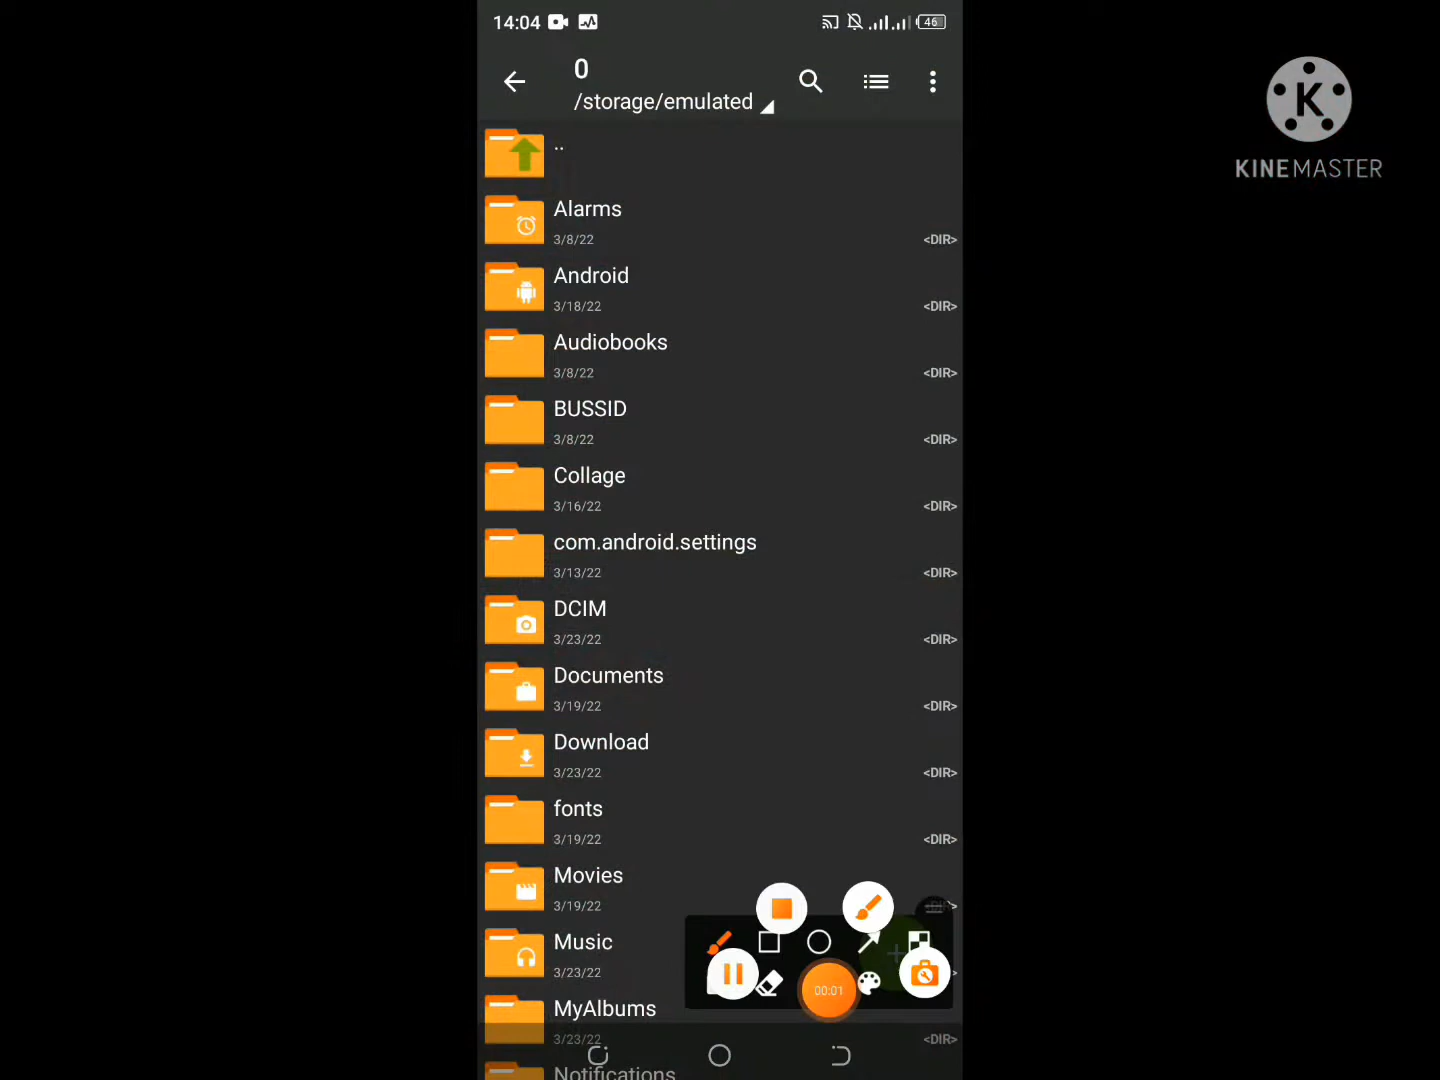 14:04
46
0
/storage/emulated
K
KINEMASTER
..
Alarms
3/8/22
<DIR>
Android
3/18/22
<DIR>
Audiobooks
3/8/22
<DIR>
BUSSID
3/8/22
<DIR>
Collage
3/16/22
<DIR>
com.android.settings
3/13/22
<DIR>
DCIM
3/23/22
<DIR>
Documents
3/19/22
<DIR>
Download
3/23/22
<DIR>
fonts
3/19/22
<DIR>
Movies
3/19/22
Music
3/23/22
00:01
MyAlbums
3/23/22
<DIR>
Notifications